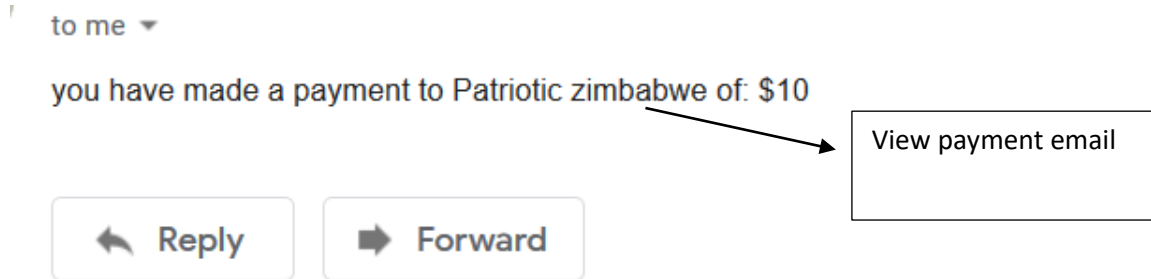 to me
you have made a payment to Patriotic zimbabwe of: $10
View payment email
Reply
Forward